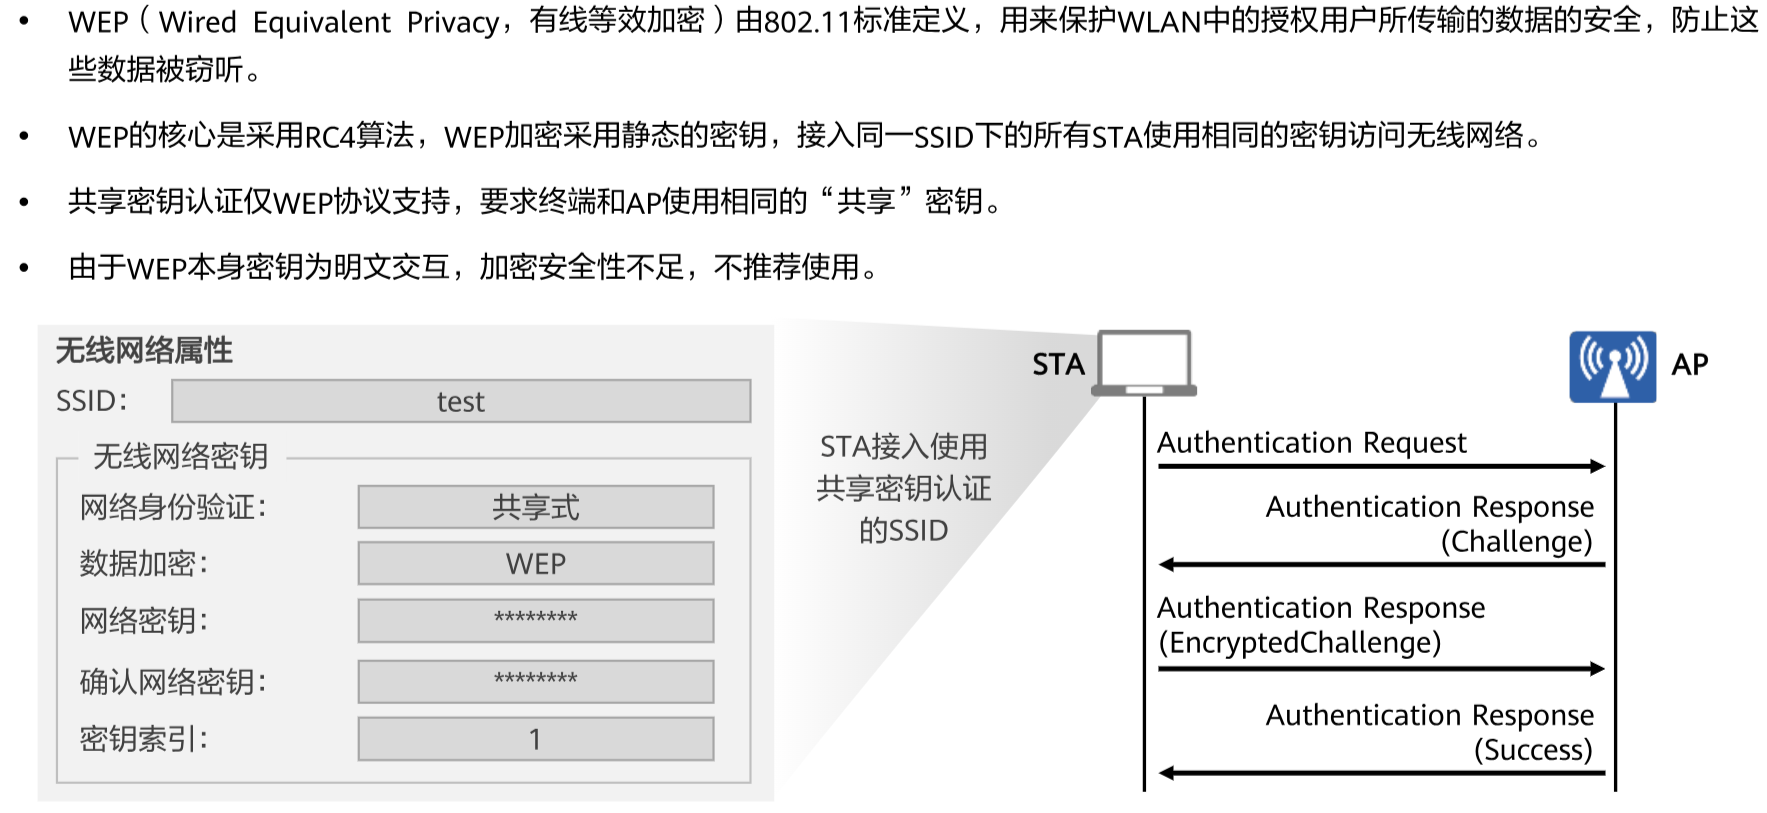 • WEP（Wired Equivalent Privacy，有线等效加密）由802.11标准定义，用来保护WLAN中的授权用户所传输的数据的安全，防止这
些数据被窃听。
• WEP的核心是采用RC4算法，WEP加密采用静态的密钥，接入同一SSID下的所有STA使用相同的密钥访问无线网络。
• 共享密钥认证仅WEP协议支持，要求终端和AP使用相同的“共享”密钥。
• 由于WEP本身密钥为明文交互，加密安全性不足，不推荐使用。
无线网络属性
SSID：
test
无线网络密钥
网络身份验证：
共享式
数据加密：
WEP
网络密钥：
********
确认网络密钥：
********
密钥索引：
1
STA接入使用
共享密钥认证
的SSID
STA
AP
Authentication Request
Authentication Response
(Challenge)
Authentication Response
(EncryptedChallenge)
Authentication Response
(Success)